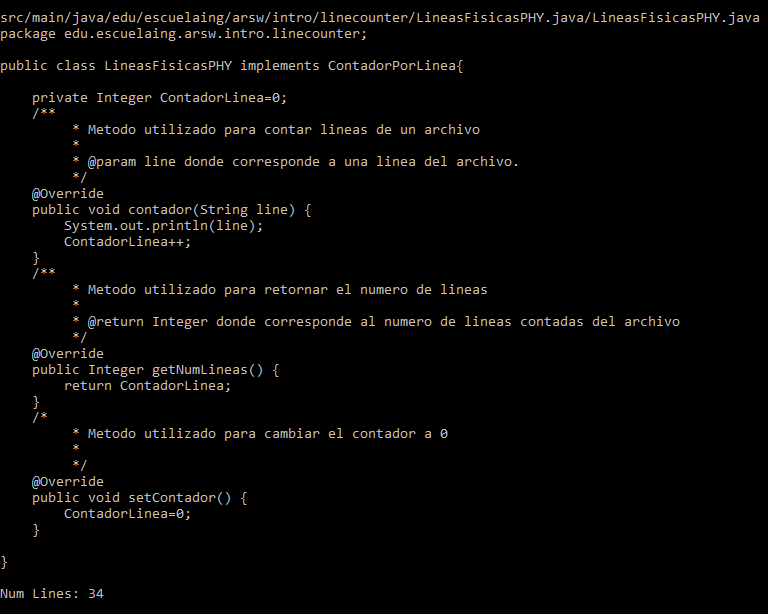 src/main/java/edu/escuelaing/arsw/intro/linecounter/LineasFisicasPHY.java/LineasFisicasPHY.java
package edu.escuelaing.arsw.intro.linecounter;

public class LineasFisicasPHY implements ContadorPorLinea{

    private Integer ContadorLinea=0;
    /**
         * Metodo utilizado para contar lineas de un archivo
         *
         * @param line donde corresponde a una linea del archivo.
         */
    @Override
    public void contador(String line) {
        System.out.println(line);
        ContadorLinea++;
    }
    /**
         * Metodo utilizado para retornar el numero de lineas
         *
         * @return Integer donde corresponde al numero de lineas contadas del archivo
         */
    @Override
    public Integer getNumLineas() {
        return ContadorLinea;
    }
    /*
         * Metodo utilizado para cambiar el contador a 0
         *
         */
    @Override
    public void setContador() {
        ContadorLinea=0;
    }

}

Num Lines: 34